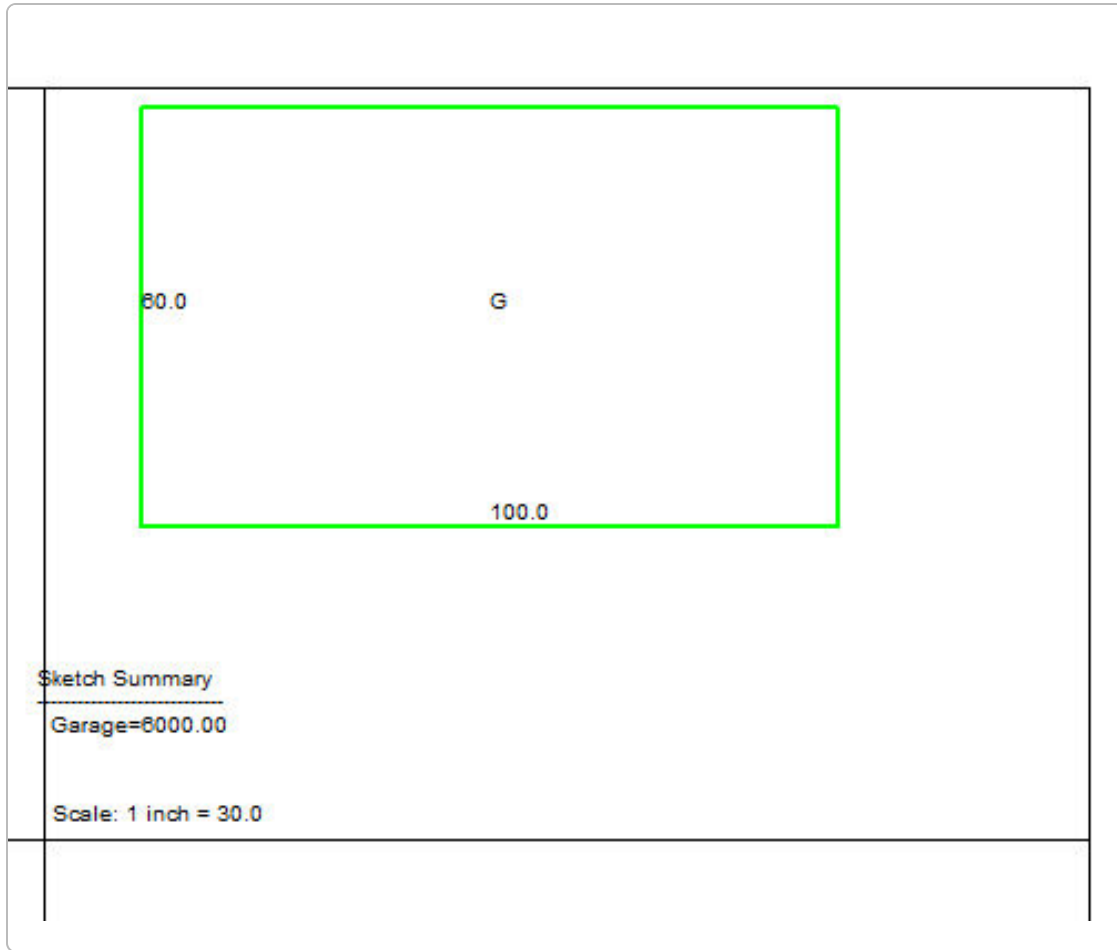 60.0 G
100.0
Sketch Summary
---------------------------
Garage=6000.00
Scale: 1 inch = 30.0